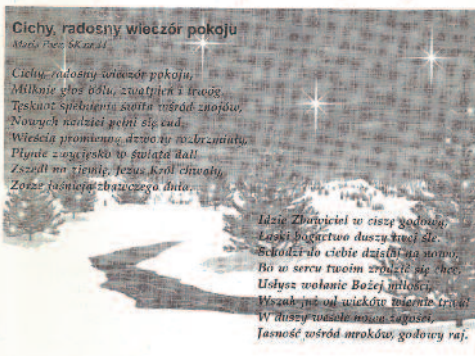 Cichy, radosny wieczór pokoju
Cichy, radosny wieczór pokoju,
Milknie głos bólu, zwątpień i trwóg,
Tęsknot spełnienie świta wśród znojów,
Nowych nadziei pełni się cud.
Wieścią promienną dzwony rozbrzmiały,
Płynie zwycięsko w świata dal!
Zszedł na ziemię, Jezus Król chwały,
Zorze jaśnieją zbawczego dnia.
Idzie Zbawiciel w ciszę godową,
Łaski bogactwo duszy twej śle.
Schodzi do ciebie dzisiaj na nowo,
Bo w sercu twoim zrodzić się chce.
Usłysz wołanie Bożej miłości,
Wszak już od wieków wiernie trwa!
W duszy wesele nowe zagości,
Jasność wśród mroków, godowy raj.